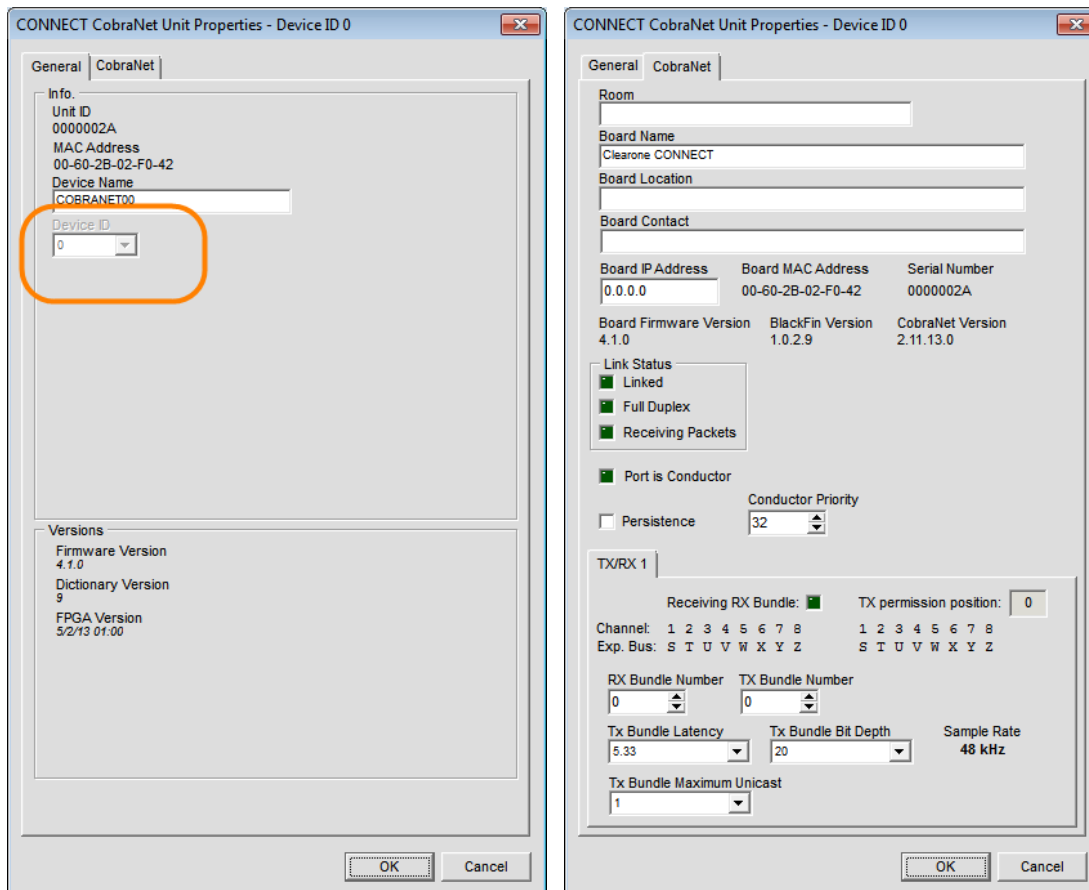 CONNECT CobraNet Unit Properties - Device ID 0
General CobraNet
Info.
Unit ID
0000002A
MAC Address
00-60-2B-02-F0-42
Device Name
COBRANET00
Device ID
0
Versions
Firmware Version
4.1.0
Dictionary Version
9
FPGA Version
5/2/13 01:00
OK Cancel
CONNECT CobraNet Unit Properties - Device ID 0
General CobraNet
Room
Board Name
Clearone CONNECT
Board Location
Board Contact
Board IP Address Board MAC Address Serial Number
0.0.0.0 00-60-2B-02-F0-42 0000002A
Board Firmware Version BlackFin Version CobraNet Version
4.1.0 1.0.2.9 2.11.13.0
Link Status
Linked
Full Duplex
Receiving Packets
Port is Conductor
Conductor Priority
Persistence 32
TX/RX 1
Receiving RX Bundle: TX permission position: 0
Channel: 1 2 3 4 5 6 7 8 1 2 3 4 5 6 7 8
Exp. Bus: S T U V W X Y Z S T U V W X Y Z
RX Bundle Number TX Bundle Number
0 0
Tx Bundle Latency Tx Bundle Bit Depth Sample Rate
5.33 20 48 kHz
Tx Bundle Maximum Unicast
1
OK Cancel